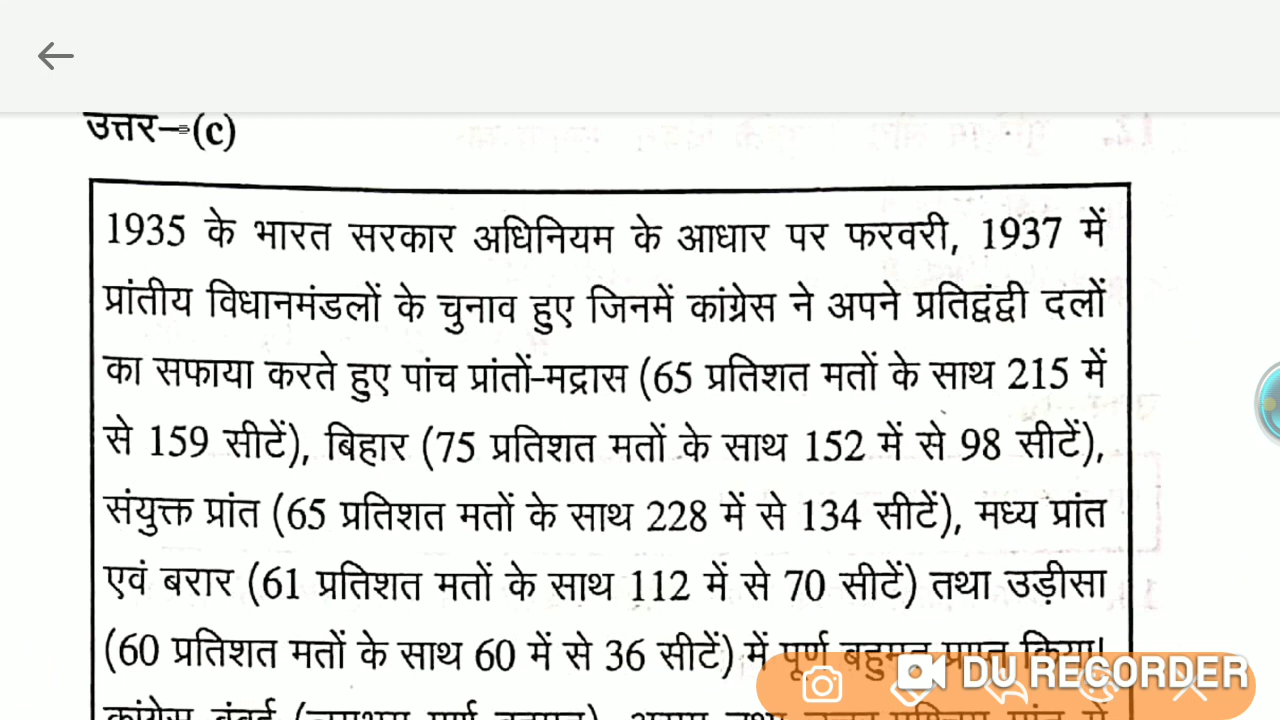 उत्तर—(c)
1935 के भारत सरकार अधिनियम के आधार पर फरवरी, 1937 में
प्रांतीय विधानमंडलों के चुनाव हुए जिनमें कांग्रेस ने अपने प्रतिद्वंद्वी दलों
का सफाया करते हुए पांच प्रांतों-मद्रास (65 प्रतिशत मतों के साथ 215 में
से 159 सीटें), बिहार (75 प्रतिशत मतों के साथ 152 में से 98 सीटें),
संयुक्त प्रांत (65 प्रतिशत मतों के साथ 228 में से 134 सीटें), मध्य प्रांत
एवं बरार (61 प्रतिशत मतों के साथ 112 में से 70 सीटें) तथा उड़ीसा
(60 प्रतिशत मतों के साथ 60 में से 36 सीटें) में पूर्ण बहुमत प्राप्त किया।
DU RECORDER